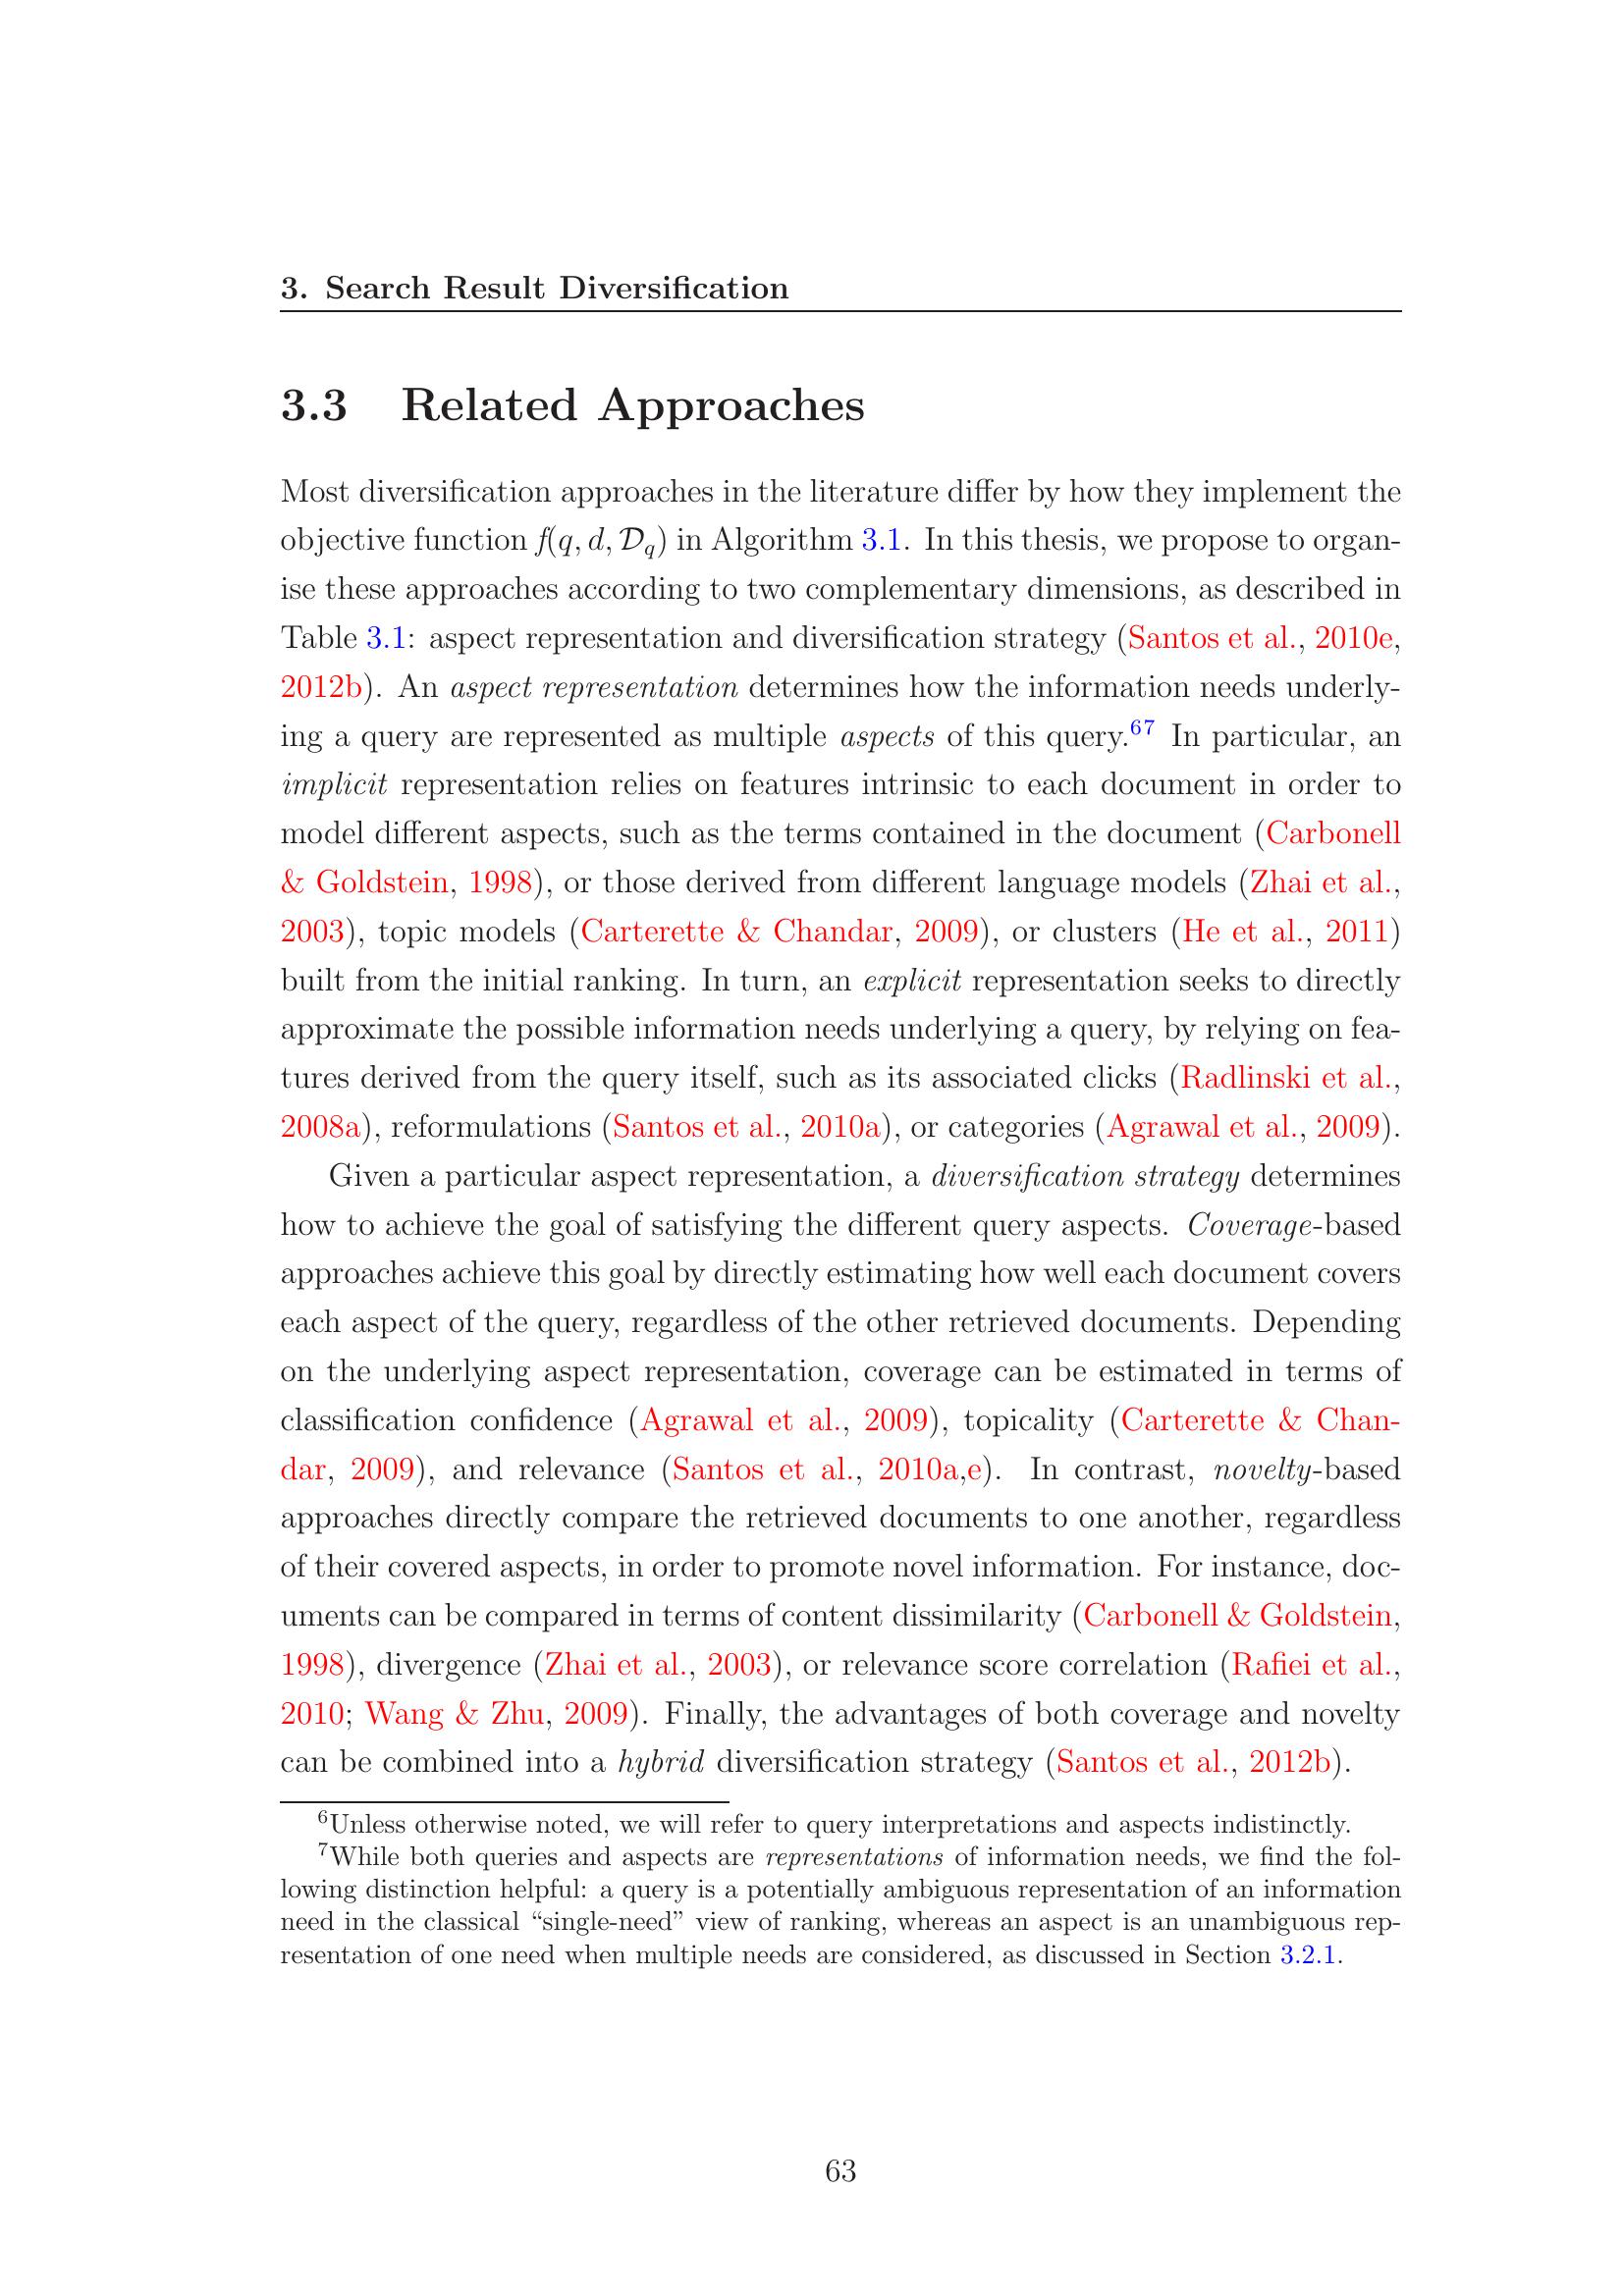 3. Search Result Diversification
3.3 Related Approaches
Most diversification approaches in the literature differ by how they implement the
objective function f(q, d, D_q) in Algorithm 3.1. In this thesis, we propose to organ-
ise these approaches according to two complementary dimensions, as described in
Table 3.1: aspect representation and diversification strategy (Santos et al., 2010e,
2012b). An aspect representation determines how the information needs underly-
ing a query are represented as multiple aspects of this query.67 In particular, an
implicit representation relies on features intrinsic to each document in order to
model different aspects, such as the terms contained in the document (Carbonell
& Goldstein, 1998), or those derived from different language models (Zhai et al.,
2003), topic models (Carterette & Chandar, 2009), or clusters (He et al., 2011)
built from the initial ranking. In turn, an explicit representation seeks to directly
approximate the possible information needs underlying a query, by relying on fea-
tures derived from the query itself, such as its associated clicks (Radlinski et al.,
2008a), reformulations (Santos et al., 2010a), or categories (Agrawal et al., 2009).
Given a particular aspect representation, a diversification strategy determines
how to achieve the goal of satisfying the different query aspects. Coverage-based
approaches achieve this goal by directly estimating how well each document covers
each aspect of the query, regardless of the other retrieved documents. Depending
on the underlying aspect representation, coverage can be estimated in terms of
classification confidence (Agrawal et al., 2009), topicality (Carterette & Chan-
dar, 2009), and relevance (Santos et al., 2010a,e). In contrast, novelty-based
approaches directly compare the retrieved documents to one another, regardless
of their covered aspects, in order to promote novel information. For instance, doc-
uments can be compared in terms of content dissimilarity (Carbonell & Goldstein,
1998), divergence (Zhai et al., 2003), or relevance score correlation (Rafiei et al.,
2010; Wang & Zhu, 2009). Finally, the advantages of both coverage and novelty
can be combined into a hybrid diversification strategy (Santos et al., 2012b).
6Unless otherwise noted, we will refer to query interpretations and aspects indistinctly.
7While both queries and aspects are representations of information needs, we find the fol-
lowing distinction helpful: a query is a potentially ambiguous representation of an information
need in the classical “single-need” view of ranking, whereas an aspect is an unambiguous rep-
resentation of one need when multiple needs are considered, as discussed in Section 3.2.1.
63